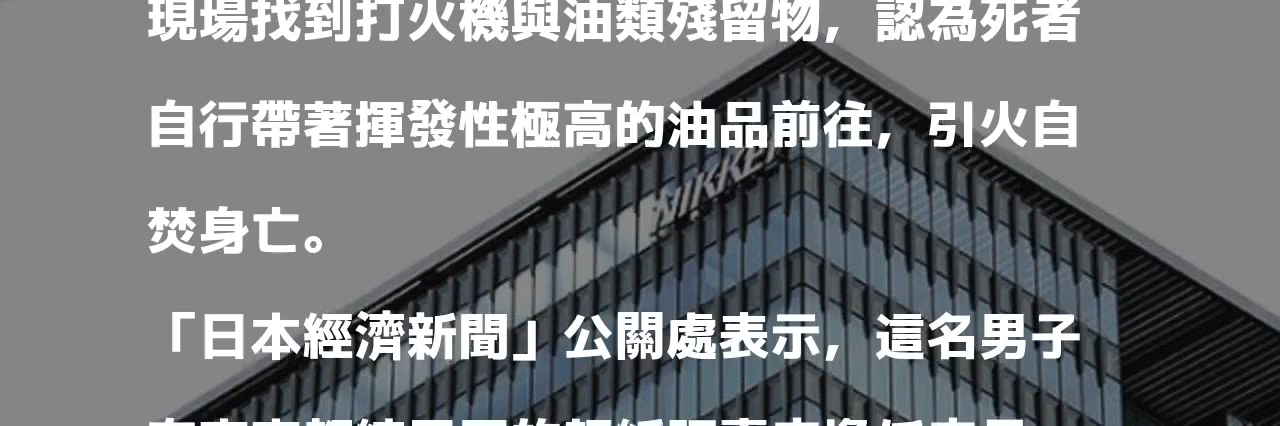 現場找到打火機與油類殘留物，認為死者
自行帶著揮發性極高的油品前往，引火自
焚身亡。
NIKKEI
「日本經濟新聞」公關處表示，這名男子